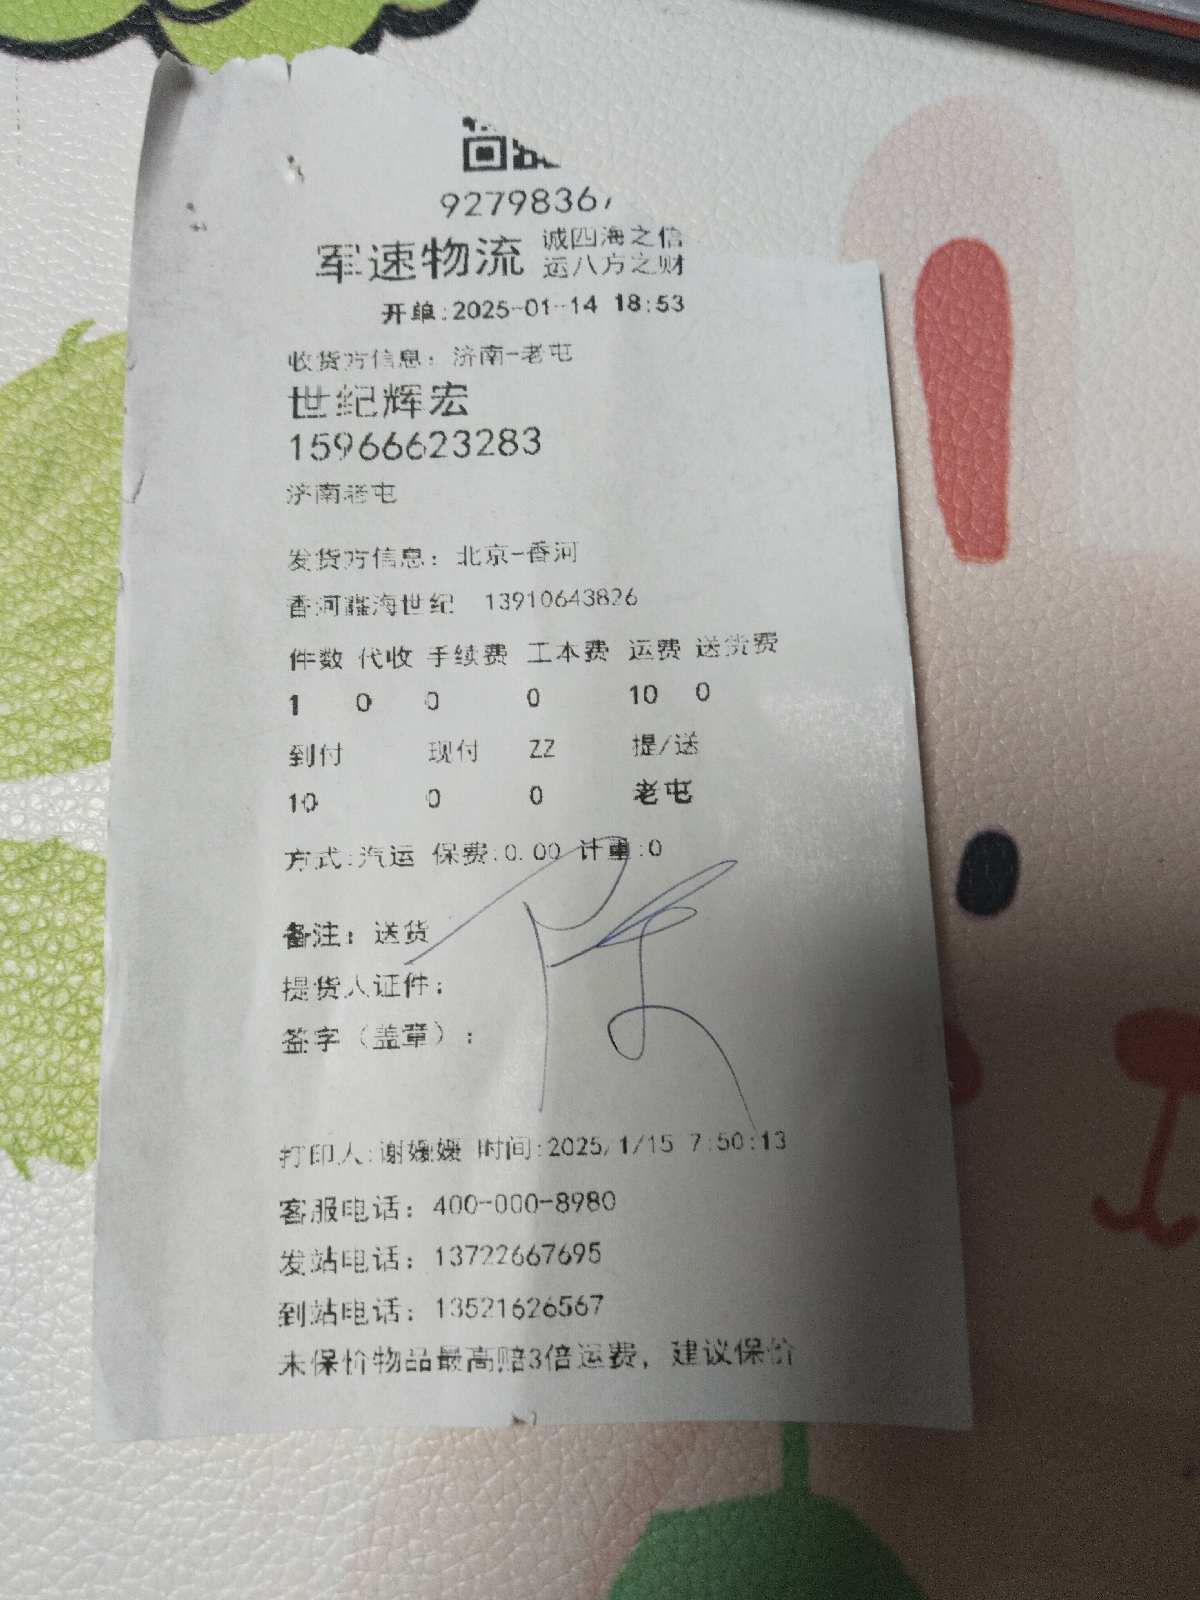 92798367
军速物流 诚四海之信
运八方之财
开单:2025-01-14 18:53
收货方信息：济南-老屯
世纪辉宏
15966623283
济南老屯
发货方信息：北京-香河
香河鑫海世纪 13910643826
件数 代收 手续费 工本费 运费 送货费
1 0 0 0 10 0
到付 现付 ZZ 提/送
10 0 0 老屯
方式:汽运 保费:0.00 计重:0
备注：送货
提货人证件：
签字（盖章）：
打印人:谢媛媛 时间:2025/1/15 7:50:13
客服电话：400-000-8980
发站电话：13722667695
到站电话：13521626567
未保价物品最高赔3倍运费，建议保价